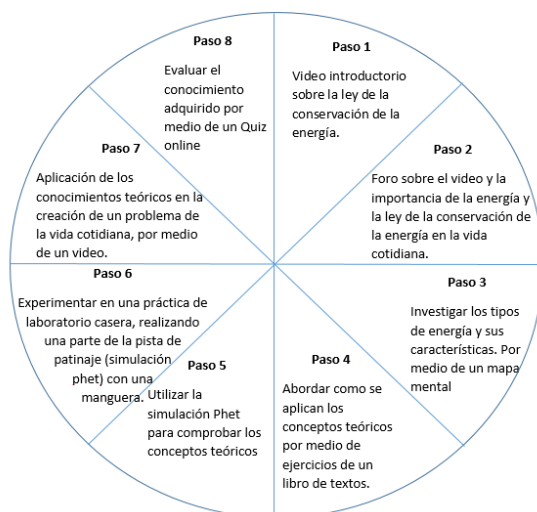 Paso 1
Video introductorio
sobre la ley de la
conservación de la
energía.
Paso 2
Foro sobre el video y la
importancia de la energía y
la ley de la conservación de
la energía en la vida
cotidiana.
Paso 3
Investigar los tipos
de energía y sus
características. Por
medio de un mapa
mental
Paso 4
Abordar como se
aplican los
conceptos teóricos
por medio de
ejercicios de un
libro de textos.
Paso 5
Utilizar la
simulación Phet
para comprobar los
conceptos teóricos
Paso 6
Experimentar en una práctica de
laboratorio casera, realizando
una parte de la pista de
patinaje (simulación
phet) con una
manguera.
Paso 7
Aplicación de los
conocimientos teóricos en la
creación de un problema de
la vida cotidiana, por medio
de un video.
Paso 8
Evaluar el
conocimiento
adquirido por
medio de un Quiz
online